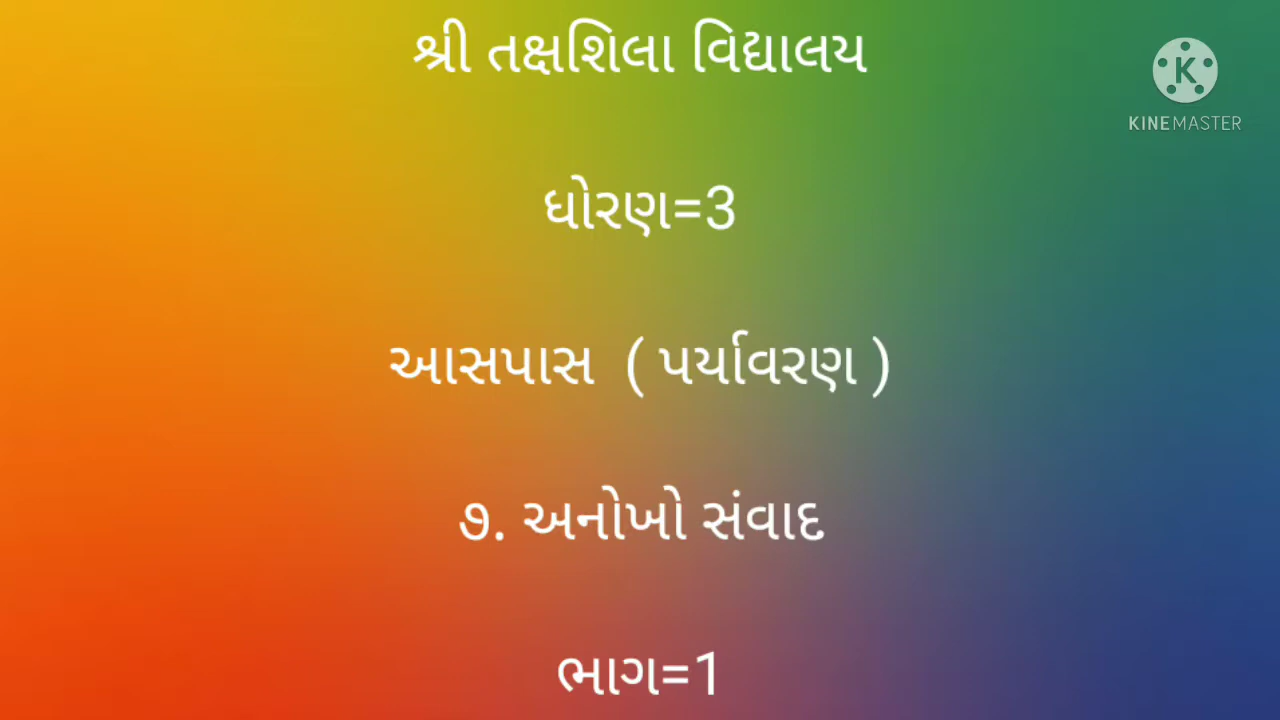 શ્રી તક્ષશિલા વિદ્યાલય
KINEMASTER
ધોરણ=3
આસપાસ ( પર્યાવરણ )
૭. અનોખો સંવાદ
ભાગ=1